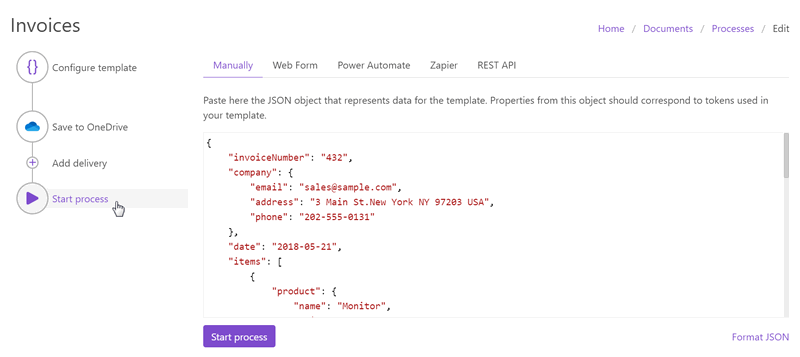 Invoices
Home / Documents / Processes / Edit
{} Configure template
Save to OneDrive
Add delivery
Start process
Manually Web Form Power Automate Zapier REST API
Paste here the JSON object that represents data for the template. Properties from this object should correspond to tokens used in
your template.
{
"invoiceNumber": "432",
"company": {
"email": "sales@sample.com",
"address": "3 Main St.New York NY 97203 USA",
"phone": "202-555-0131"
},
"date": "2018-05-21",
"items": [
{
"product": {
"name": "Monitor",
Start process
Format JSON